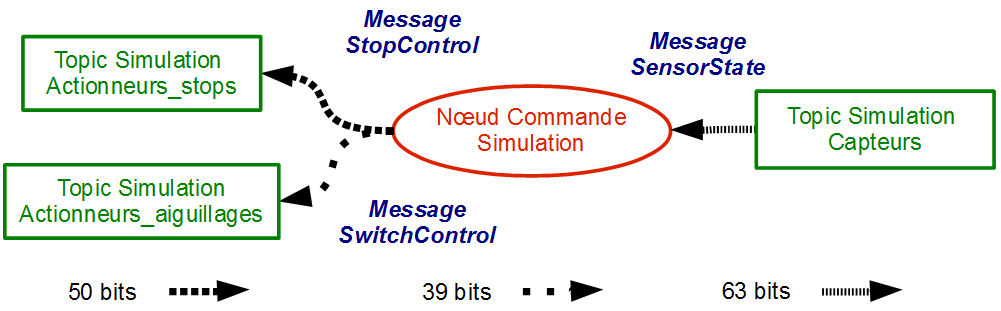 Message
StopControl
Topic Simulation
Actionneurs_stops
Message
SensorState
Nœud Commande
Simulation
Topic Simulation
Capteurs
Topic Simulation
Actionneurs_aiguillages
Message
SwitchControl
50 bits
39 bits
63 bits